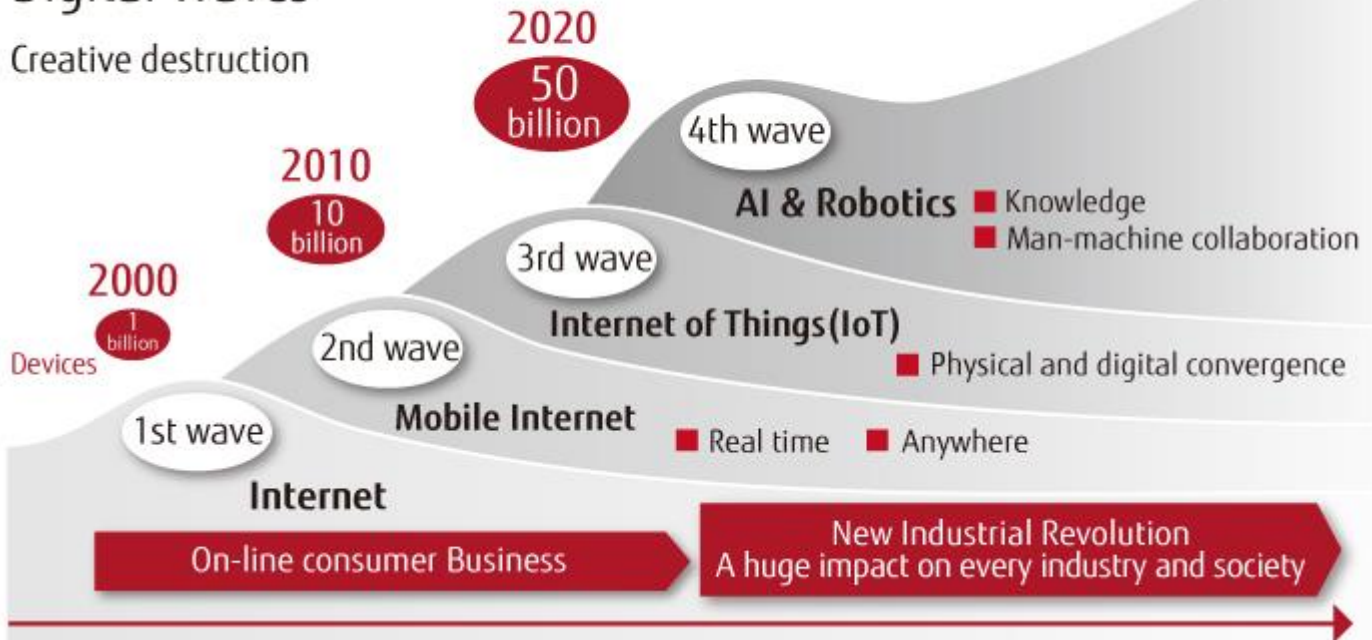 Digital Waves
Creative destruction
2020
50
billion
4th wave
AI & Robotics
Knowledge
Man-machine collaboration
2010
10
billion
3rd wave
Internet of Things(IoT)
Physical and digital convergence
2000
1
billion
Devices
2nd wave
Mobile Internet
Real time
Anywhere
1st wave
Internet
On-line consumer Business
New Industrial Revolution
A huge impact on every industry and society